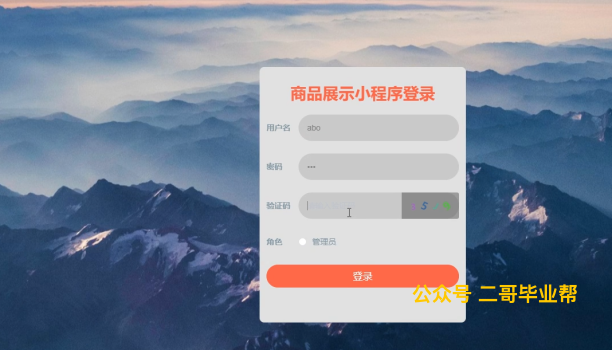 商品展示小程序登录
用户名 abo
密码 •••
验证码
角色 管理员
登录
公众号 二哥毕业帮